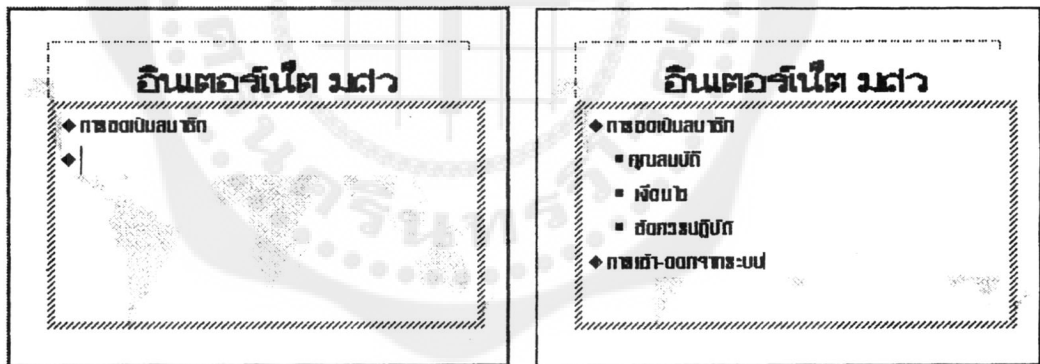 อินเตอร์เน็ต มศว
◆ การขอเป็นสมาชิก
◆
อินเตอร์เน็ต มศว
◆ การขอเป็นสมาชิก
▪ คุณสมบัติ
▪ เงื่อนไข
▪ ข้อควรปฏิบัติ
◆ การเข้า-ออกจากระบบ